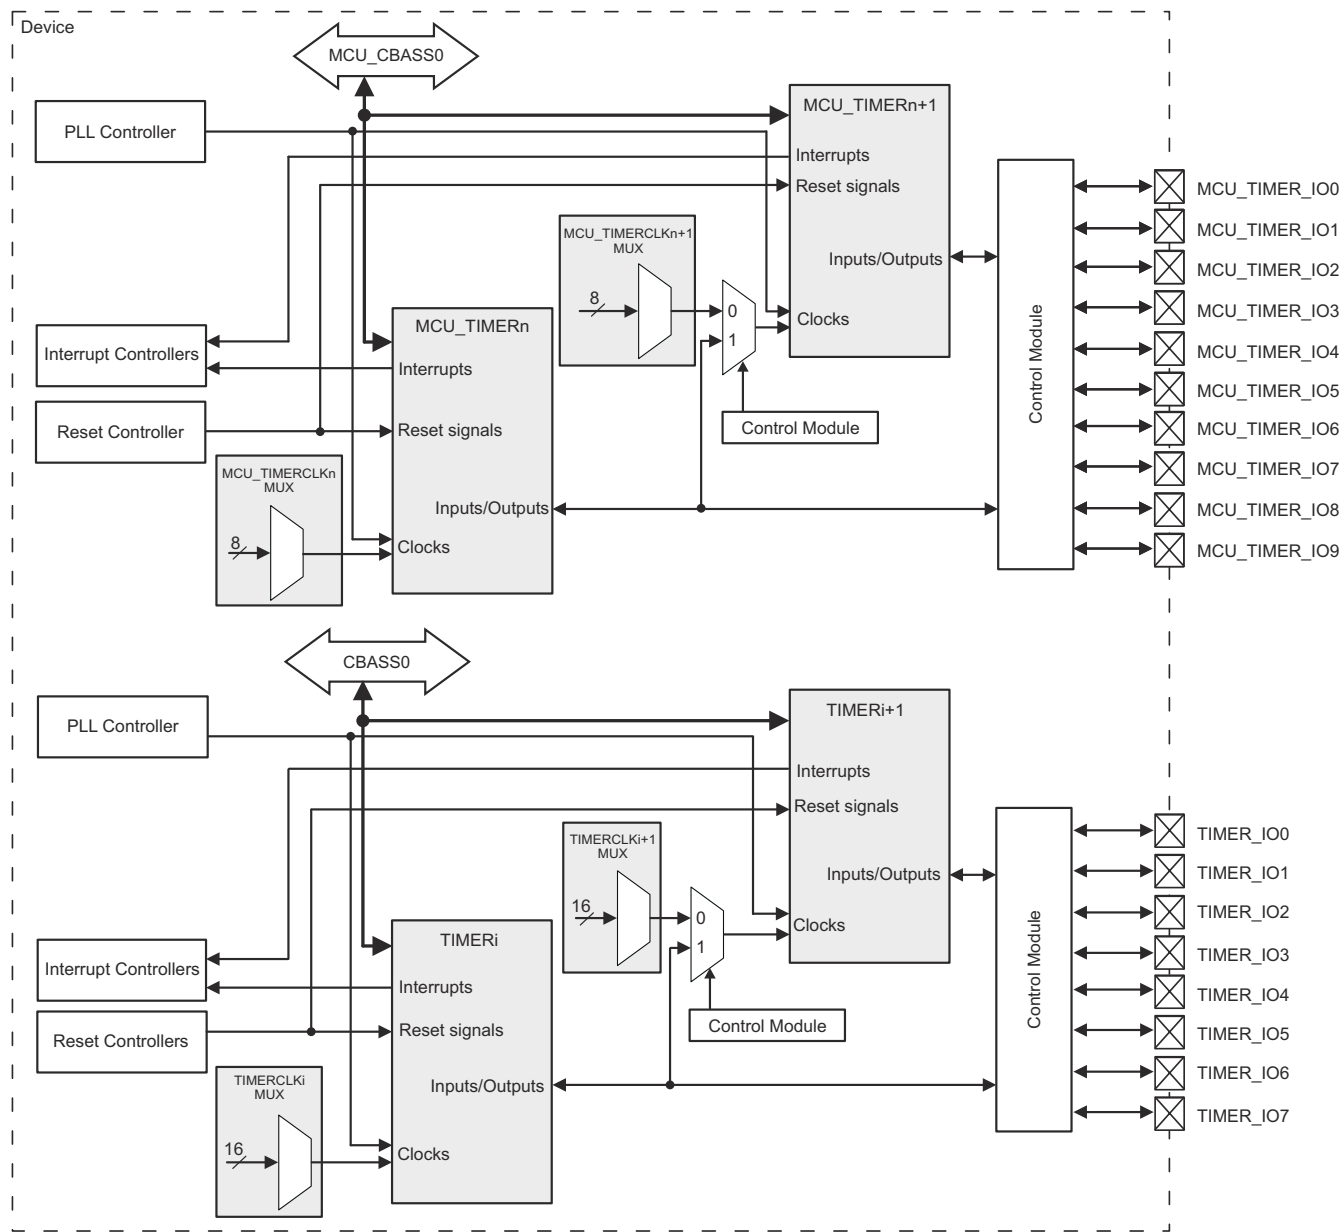 Device
MCU_CBASS0
PLL Controller
MCU_TIMERn+1
Interrupts
Reset signals
Inputs/Outputs
Clocks
MCU_TIMERCLKn+1
MUX
8
0
1
Control Module
MCU_TIMERn
Interrupts
Reset signals
Inputs/Outputs
Clocks
Interrupt Controllers
Reset Controller
MCU_TIMERCLKn
MUX
8
Control Module
MCU_TIMER_IO0
MCU_TIMER_IO1
MCU_TIMER_IO2
MCU_TIMER_IO3
MCU_TIMER_IO4
MCU_TIMER_IO5
MCU_TIMER_IO6
MCU_TIMER_IO7
MCU_TIMER_IO8
MCU_TIMER_IO9
CBASS0
PLL Controller
TIMERi+1
Interrupts
Reset signals
Inputs/Outputs
Clocks
TIMERCLKi+1
MUX
16
0
1
Control Module
TIMERi
Interrupts
Reset signals
Inputs/Outputs
Clocks
Interrupt Controllers
Reset Controllers
TIMERCLKi
MUX
16
Control Module
TIMER_IO0
TIMER_IO1
TIMER_IO2
TIMER_IO3
TIMER_IO4
TIMER_IO5
TIMER_IO6
TIMER_IO7